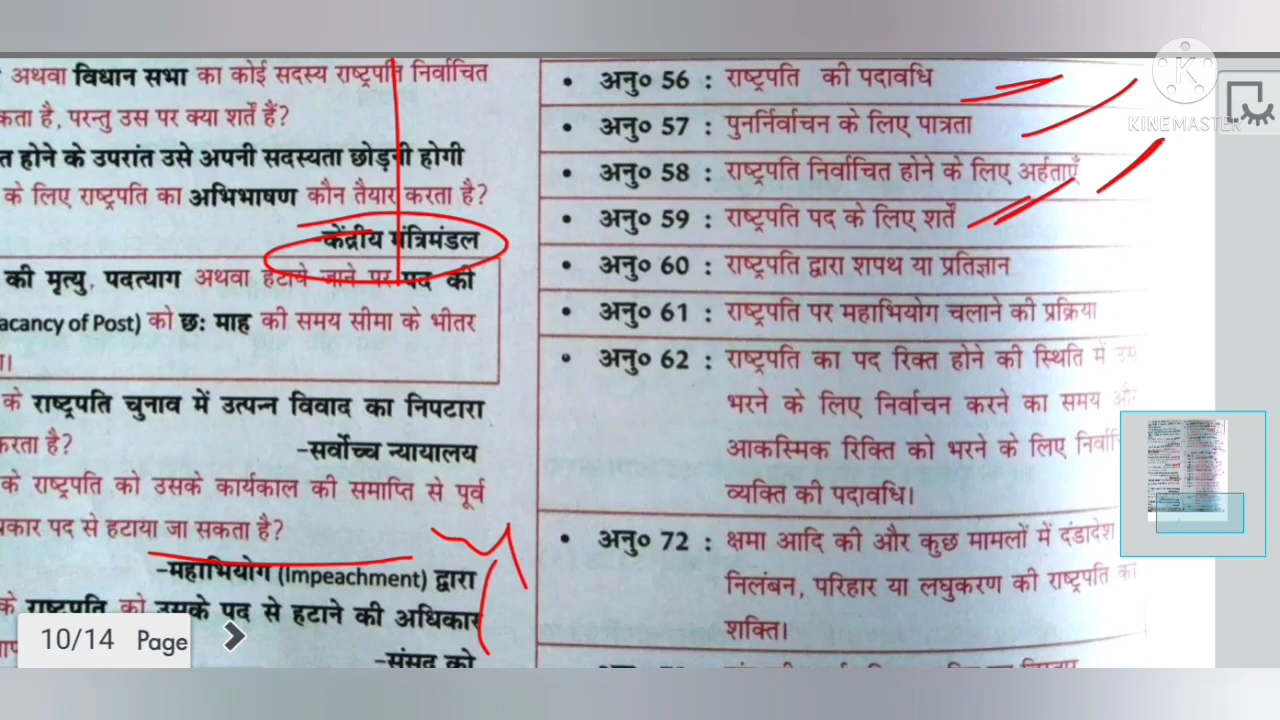 अथवा विधान सभा का कोई सदस्य राष्ट्रपति निर्वाचित
है, परन्तु उस पर क्या शर्तें हैं?
होने के उपरांत उसे अपनी सदस्यता छोड़नी होगी
के लिए राष्ट्रपति का अभिभाषण कौन तैयार करता है?
-केंद्रीय मंत्रिमंडल
की मृत्यु, पदत्याग अथवा हटाये जाने पर पद की
of Post) को छ: माह की समय सीमा के भीतर
के राष्ट्रपति चुनाव में उत्पन्न विवाद का निपटारा
करता है?
-सर्वोच्च न्यायालय
के राष्ट्रपति को उसके कार्यकाल की समाप्ति से पूर्व
पद से हटाया जा सकता है?
-महाभियोग (Impeachment) द्वारा
के राष्ट्रपति को उसके पद से हटाने की अधिकार
-संसद को
• अनु० 56 : राष्ट्रपति की पदावधि
• अनु० 57 : पुनर्निर्वाचन के लिए पात्रता
• अनु० 58 : राष्ट्रपति निर्वाचित होने के लिए अर्हताएँ
• अनु० 59 : राष्ट्रपति पद के लिए शर्तें
• अनु० 60 : राष्ट्रपति द्वारा शपथ या प्रतिज्ञान
• अनु० 61 : राष्ट्रपति पर महाभियोग चलाने की प्रक्रिया
• अनु० 62 : राष्ट्रपति का पद रिक्त होने की स्थिति में
भरने के लिए निर्वाचन करने का समय और
आकस्मिक रिक्ति को भरने के लिए
व्यक्ति की पदावधि।
• अनु० 72 : क्षमा आदि की और कुछ मामलों में दंडादेश
निलंबन, परिहार या लघुकरण की राष्ट्रपति की
शक्ति।
K
KINEMASTER
10/14 Page